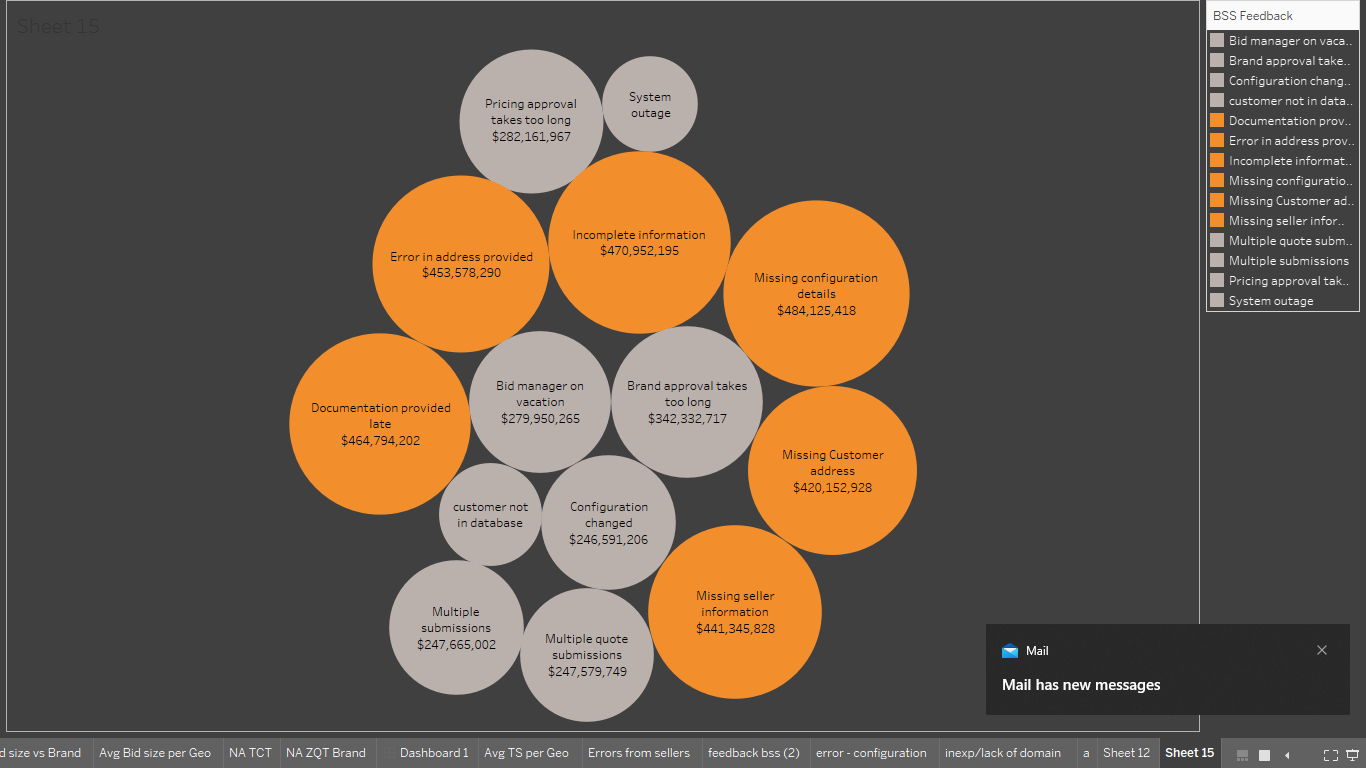 Sheet 15
Pricing approval
takes too long
$282,161,967
System
outage
Incomplete information
$470,952,195
Error in address provided
$453,578,290
Missing configuration
details
$484,125,418
Bid manager on
vacation
$279,950,265
Brand approval takes
too long
$342,332,717
Documentation provided
late
$464,794,202
Missing Customer
address
$420,152,928
customer not
in database
Configuration
changed
$246,591,206
Missing seller
information
$441,345,828
Multiple
submissions
$247,665,002
Multiple quote
submissions
$247,579,749
BSS Feedback
Bid manager on vaca..
Brand approval take..
Configuration chang..
customer not in data..
Documentation prov..
Error in address prov..
Incomplete informat..
Missing configuratio..
Missing Customer ad..
Missing seller infor..
Multiple quote subm..
Multiple submissions
Pricing approval tak..
System outage
Mail
Mail has new messages
d size vs Brand
Avg Bid size per Geo
NA TCT
NA ZQT Brand
Dashboard 1
Avg TS per Geo
Errors from sellers
feedback bss (2)
error - configuration
inexp/lack of domain
a
Sheet 12
Sheet 15